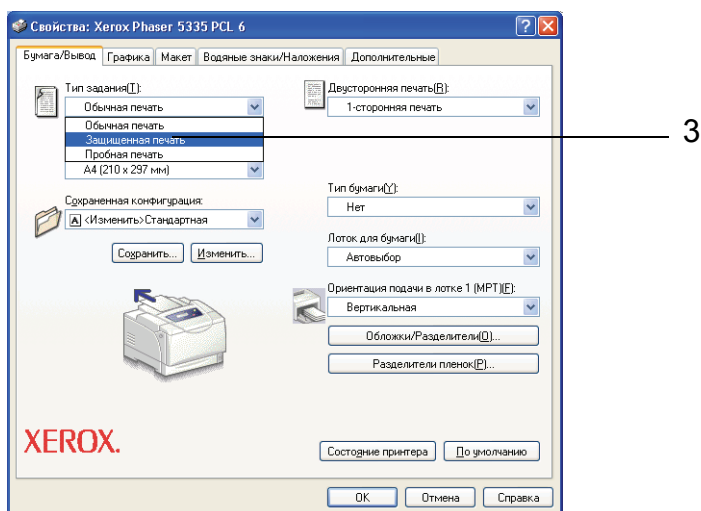 Свойства: Xerox Phaser 5335 PCL 6
Бумага/Вывод Графика Макет Водяные знаки/Наложения Дополнительные
Тип задания(T):
Обычная печать
Обычная печать
Защищенная печать
Пробная печать
A4 (210 x 297 мм)
Сохраненная конфигурация:
<Изменить>Стандартная
Сохранить... Изменить...
Двусторонняя печать(R):
1-сторонняя печать
3
Тип бумаги(Y):
Нет
Лоток для бумаги(I):
Автовыбор
Ориентация подачи в лотке 1 (MPT)(F):
Вертикальная
Обложки/Разделители(O)...
Разделители пленок(P)...
XEROX.
Состояние принтера По умолчанию
OK Отмена Справка